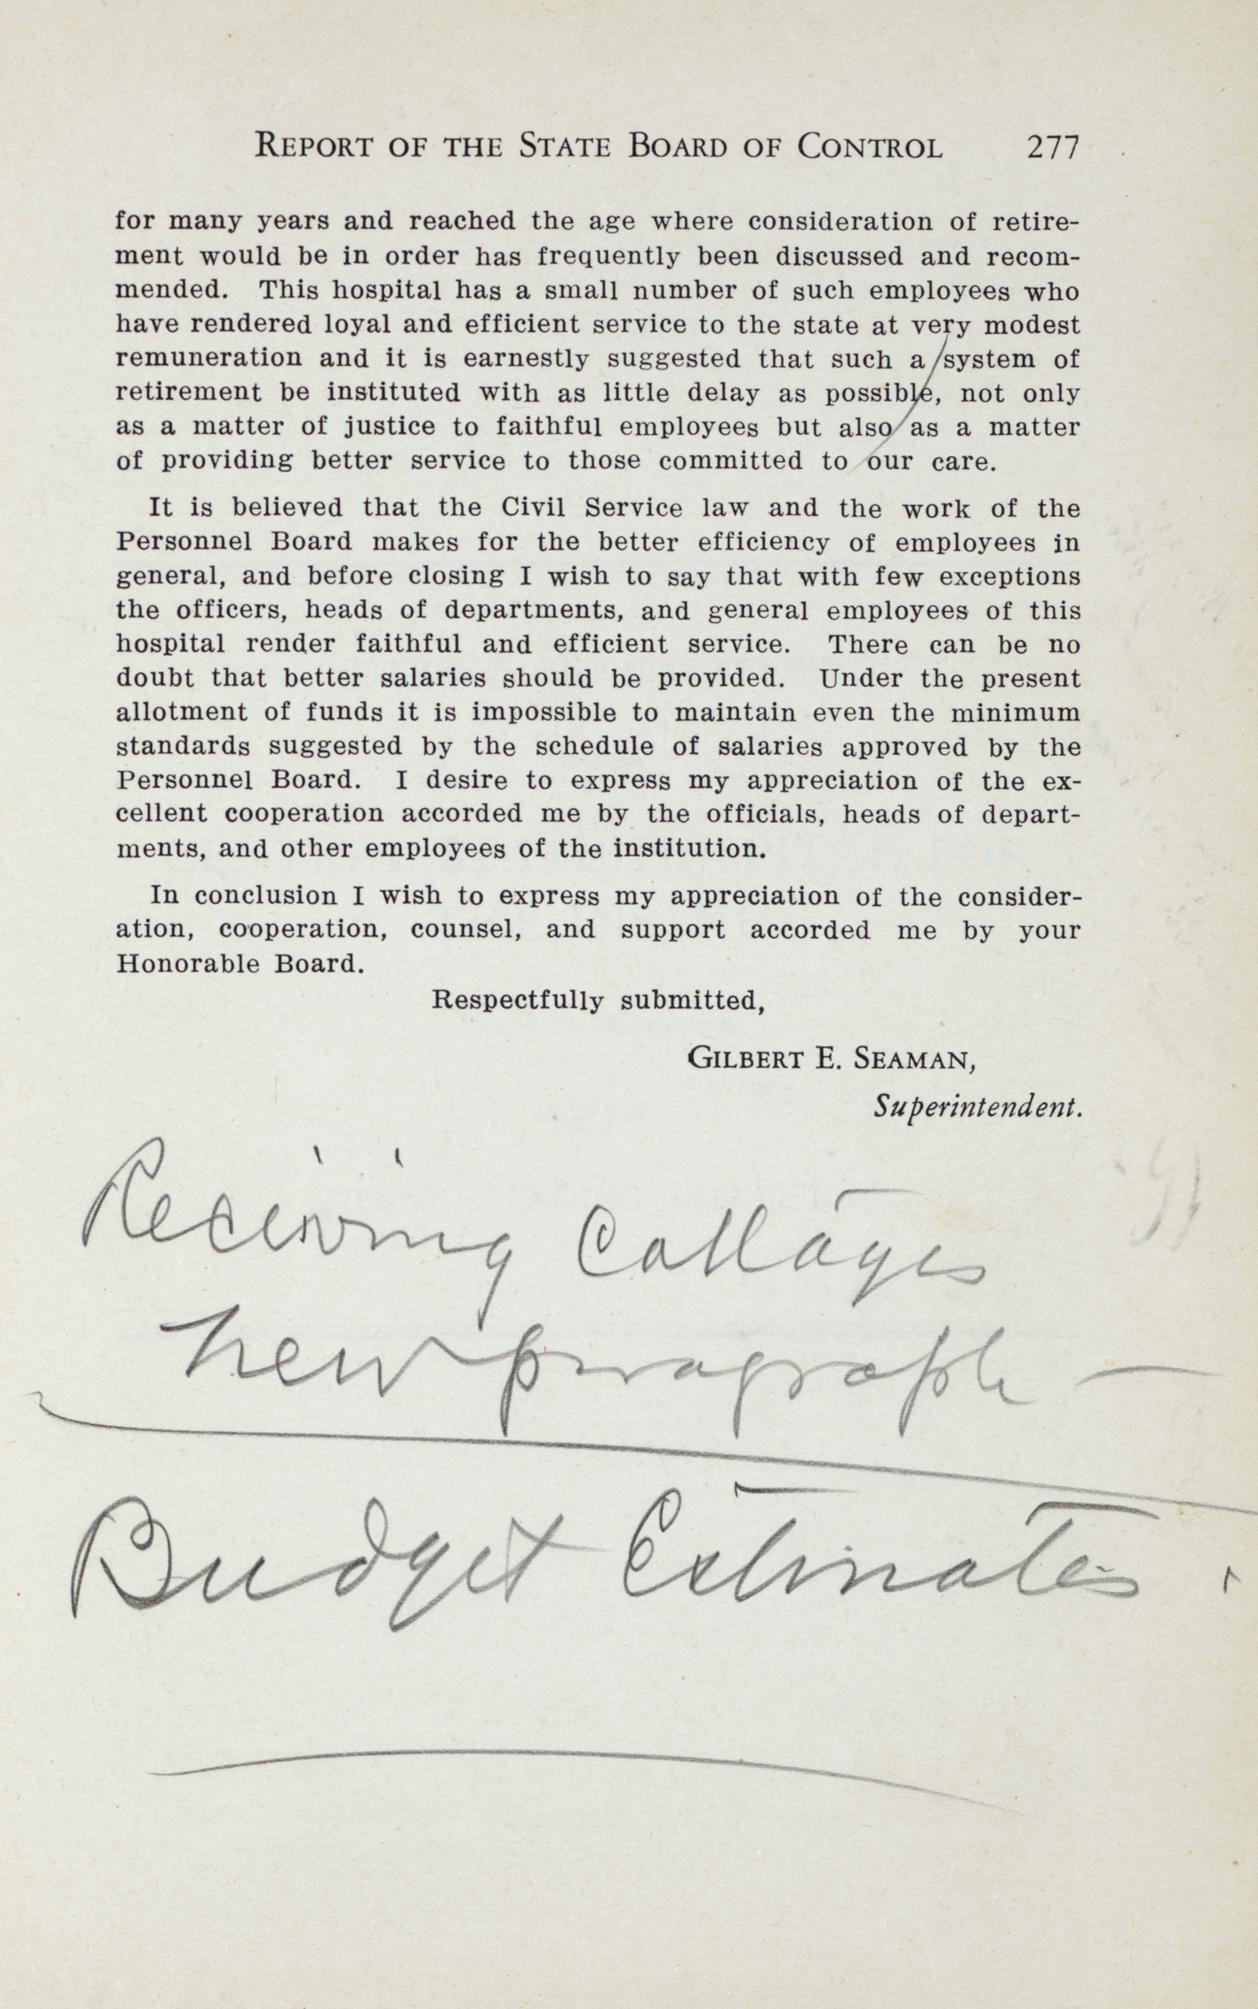 REPORT OF THE STATE BOARD OF CONTROL 277
for many years and reached the age where consideration of retire-
ment would be in order has frequently been discussed and recom-
mended. This hospital has a small number of such employees who
have rendered loyal and efficient service to the state at very modest
remuneration and it is earnestly suggested that such a system of
retirement be instituted with as little delay as possible, not only
as a matter of justice to faithful employees but also as a matter
of providing better service to those committed to our care.
It is believed that the Civil Service law and the work of the
Personnel Board makes for the better efficiency of employees in
general, and before closing I wish to say that with few exceptions
the officers, heads of departments, and general employees of this
hospital render faithful and efficient service. There can be no
doubt that better salaries should be provided. Under the present
allotment of funds it is impossible to maintain even the minimum
standards suggested by the schedule of salaries approved by the
Personnel Board. I desire to express my appreciation of the ex-
cellent cooperation accorded me by the officials, heads of depart-
ments, and other employees of the institution.
In conclusion I wish to express my appreciation of the consider-
ation, cooperation, counsel, and support accorded me by your
Honorable Board.
Respectfully submitted,
GILBERT E. SEAMAN,
Superintendent.
Receiving Cottages
new paragraph —
Budget Estimates